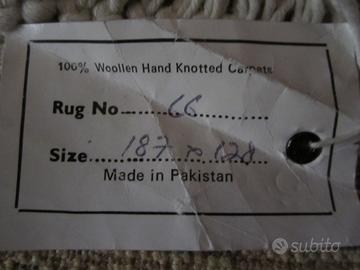 100% Woollen Hand Knotted Carpets
Rug No. 66
Size 187 x 128
Made in Pakistan
subito